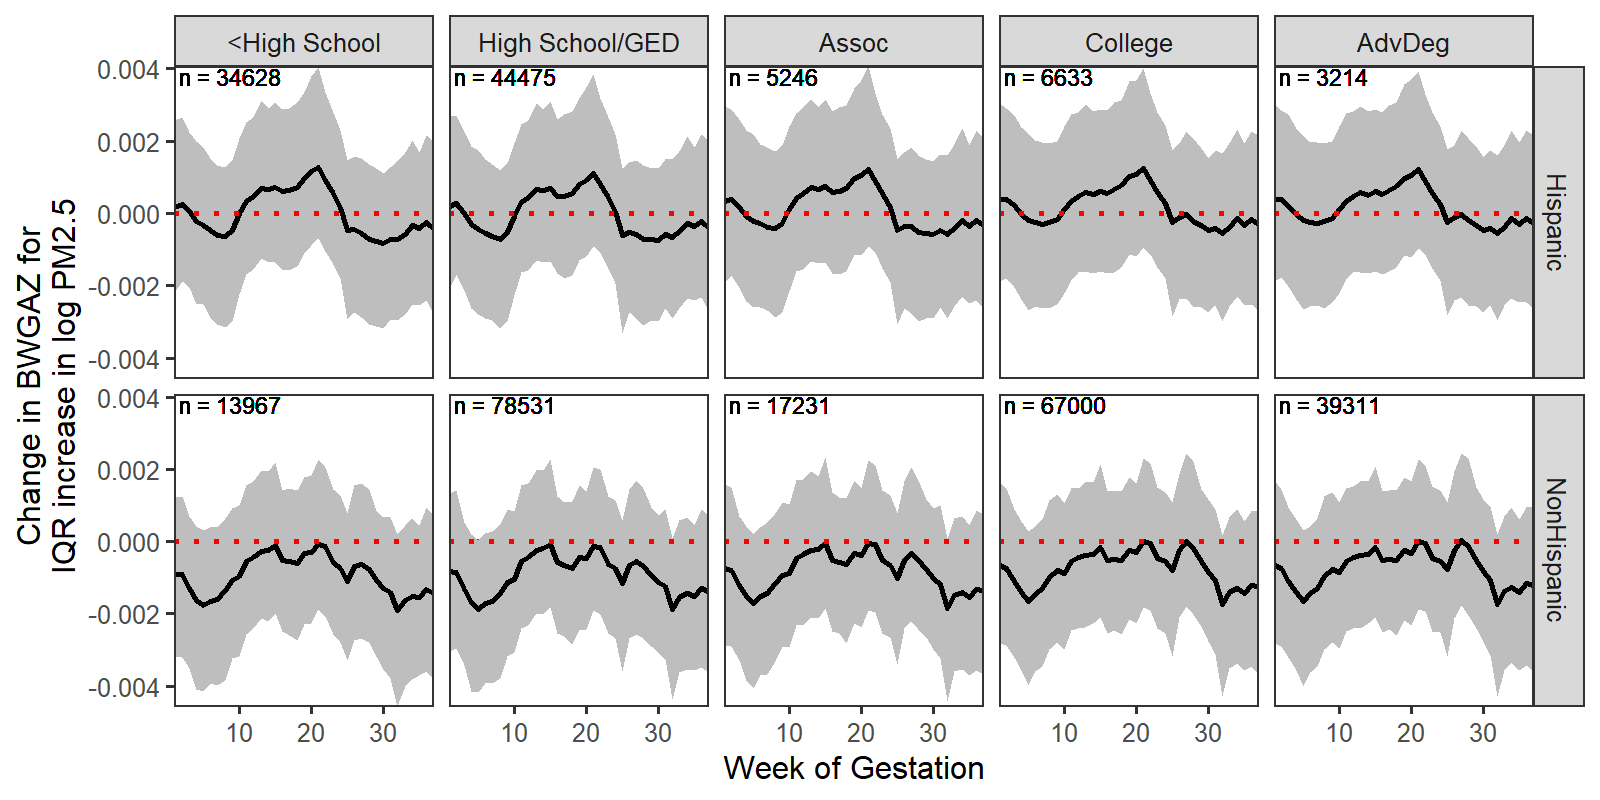 <High School
High School/GED
Assoc
College
AdvDeg
0.004
0.002
0.000
-0.002
-0.004
n = 34628
n = 44475
n = 5246
n = 6633
n = 3214
Hispanic
0.004
0.002
0.000
-0.002
-0.004
n = 13967
n = 78531
n = 17231
n = 67000
n = 39311
NonHispanic
10 20 30
10 20 30
10 20 30
10 20 30
10 20 30
Week of Gestation
Change in BWGAZ for
IQR increase in log PM2.5